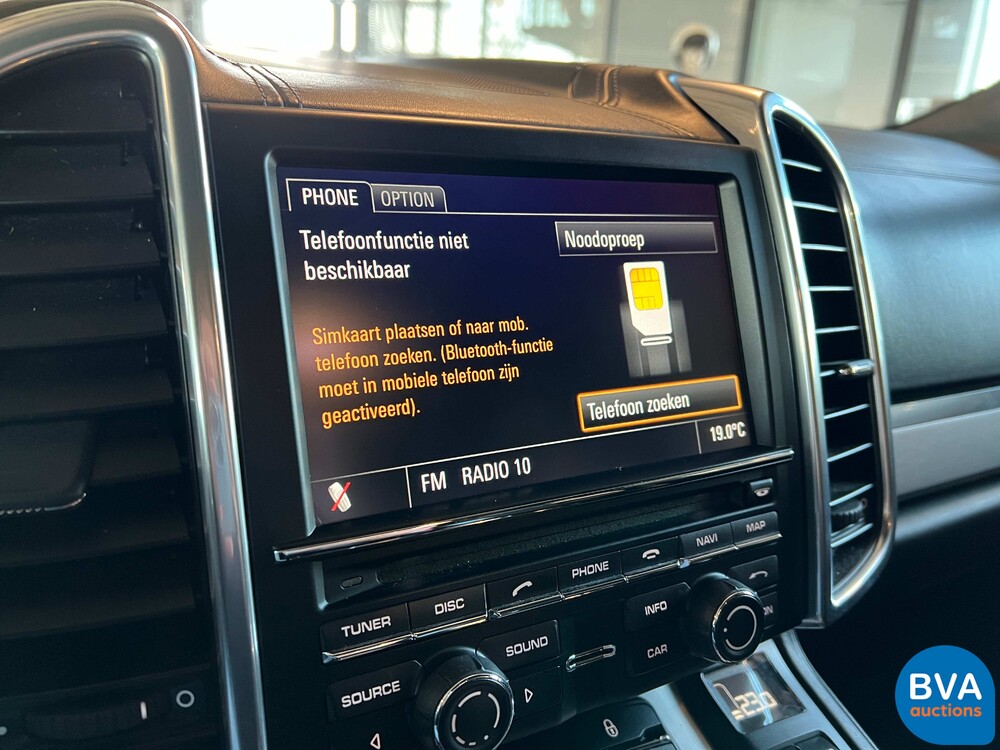 PHONE OPTION
Telefoonfunctie niet
beschikbaar
Noodoproep
Simkaart plaatsen of naar mob.
telefoon zoeken. (Bluetooth-functie
moet in mobiele telefoon zijn
geactiveerd).
Telefoon zoeken
FM RADIO 10
19.0°C
TUNER DISC PHONE NAVI MAP
SOURCE SOUND INFO
CAR
23.0
BVA
auctions